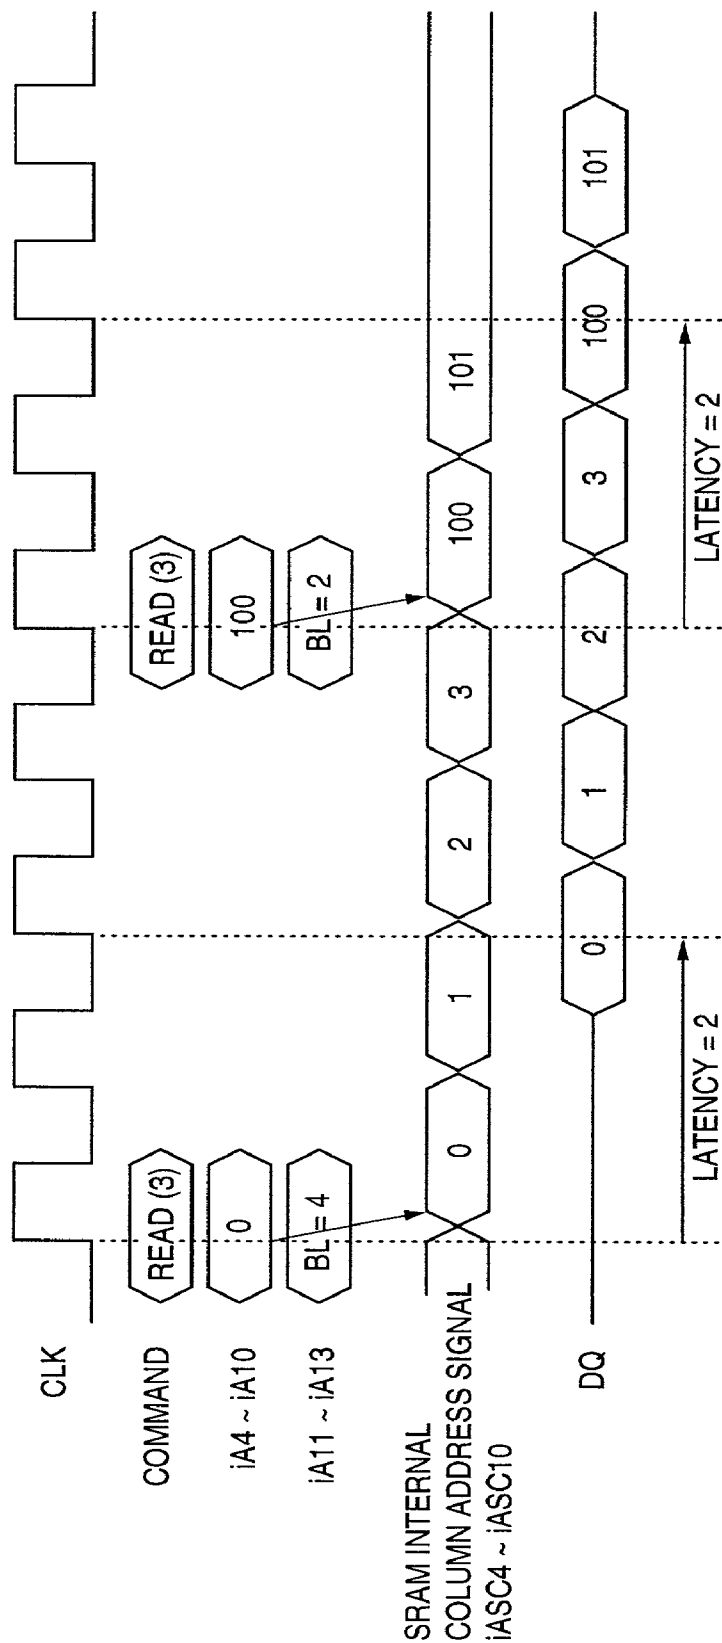 CLK
COMMAND
READ (3)
READ (3)
iA4 ~ iA10
0
100
iA11 ~ iA13
BL = 4
BL = 2
SRAM INTERNAL
COLUMN ADDRESS SIGNAL
iASC4 ~ iASC10
0
1
2
3
100
101
DQ
0
1
2
3
100
101
LATENCY = 2
LATENCY = 2